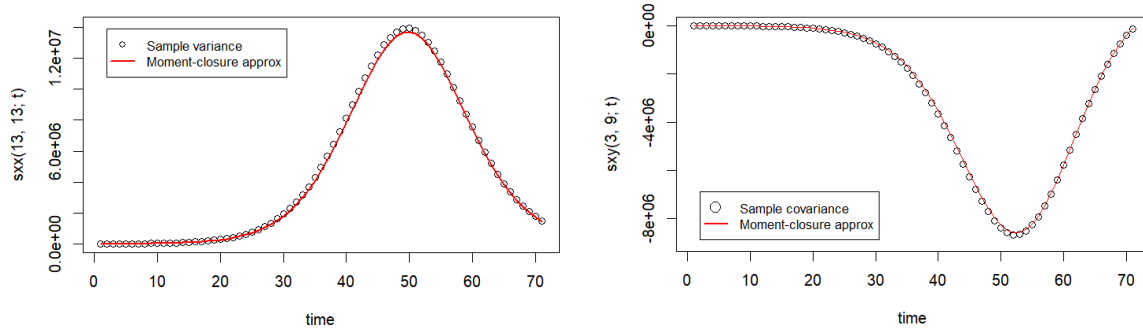 sxx(13, 13; t)
1.2e+07
6.0e+06
0.0e+00
Sample variance
Moment-closure approx
0 10 20 30 40 50 60 70
time
sxy(3, 9; t)
0e+00
-4e+06
-8e+06
Sample covariance
Moment-closure approx
0 10 20 30 40 50 60 70
time